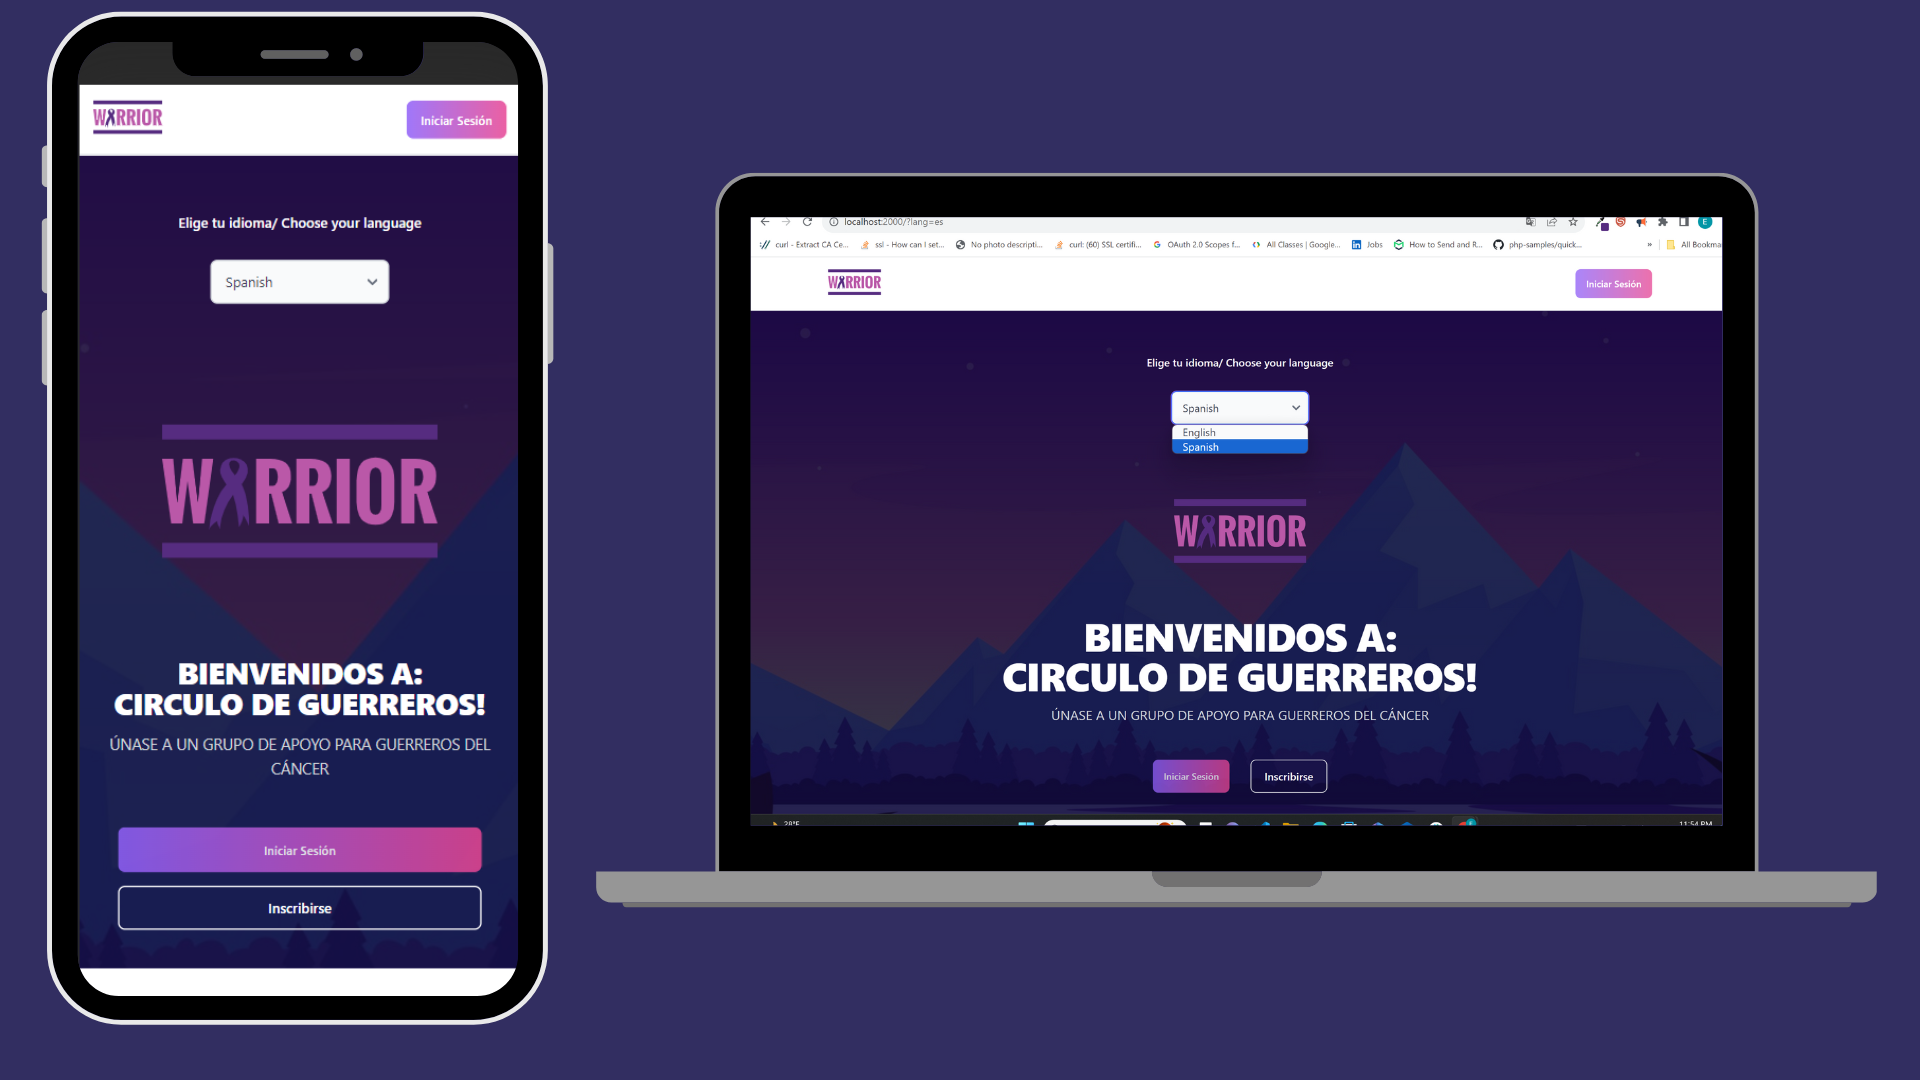 WARRIOR
Iniciar Sesión
Elige tu idioma/ Choose your language
Spanish
WARRIOR
BIENVENIDOS A:
CIRCULO DE GUERREROS!
ÚNASE A UN GRUPO DE APOYO PARA GUERREROS DEL
CÁNCER
Iniciar Sesión
Inscribirse
localhost:2000/?lang=es
E
curl - Extract CA Ce... ssl - How can I set... No photo descripti... curl: (60) SSL certifi... OAuth 2.0 Scopes f... All Classes | Google... Jobs How to Send and R... php-samples/quick... » All Bookma
WARRIOR
Iniciar Sesión
Elige tu idioma/ Choose your language
Spanish
English
Spanish
WARRIOR
BIENVENIDOS A:
CIRCULO DE GUERREROS!
ÚNASE A UN GRUPO DE APOYO PARA GUERREROS DEL CÁNCER
Iniciar Sesión
Inscribirse
11:54 PM